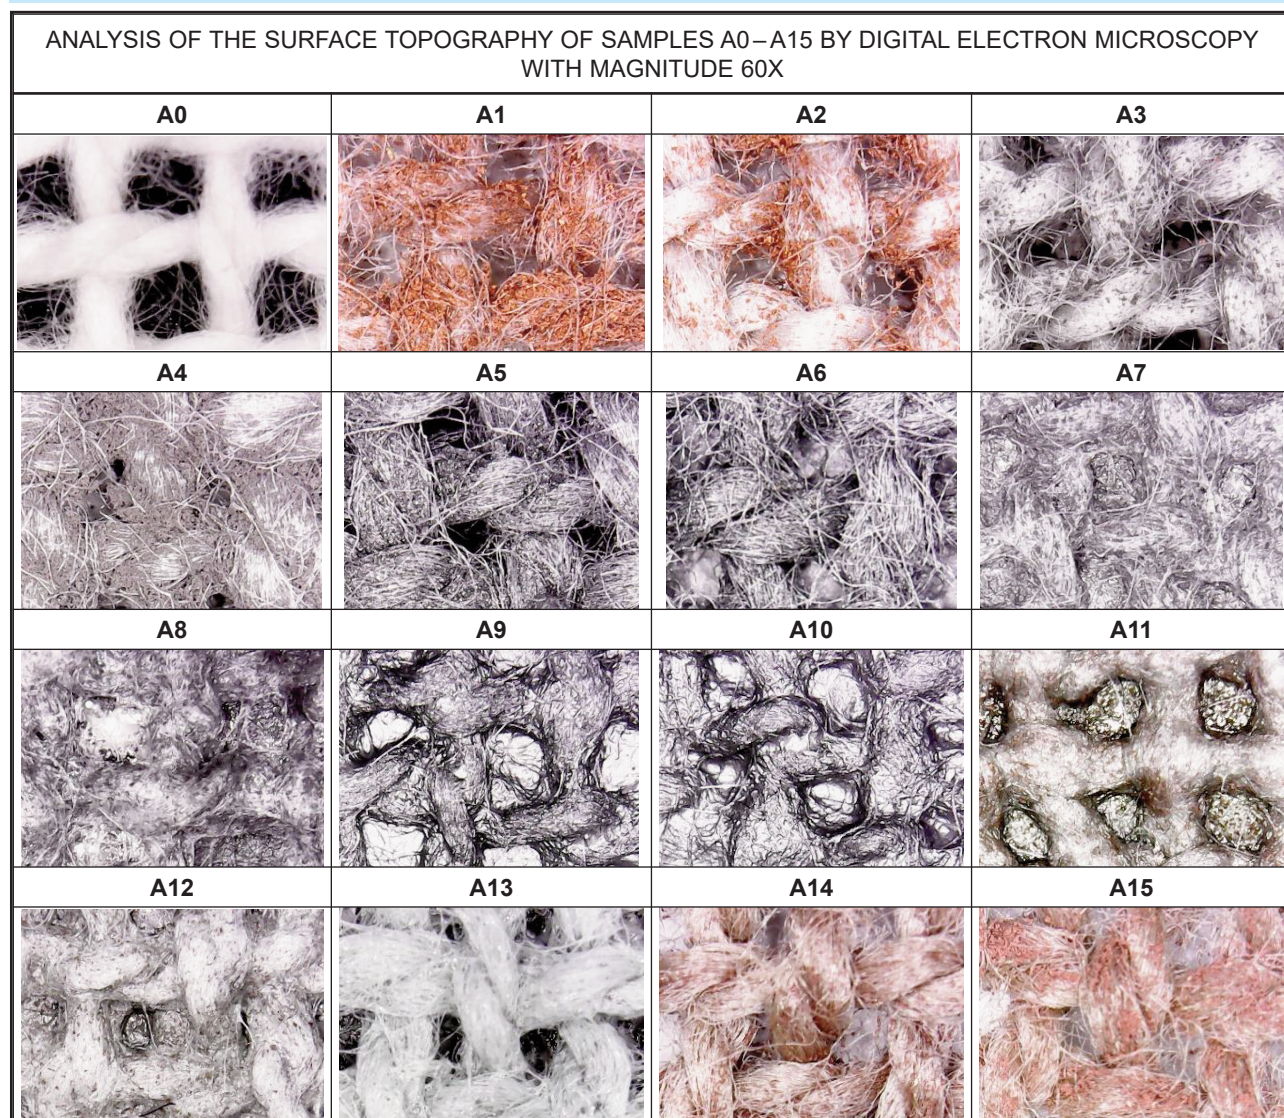 ANALYSIS OF THE SURFACE TOPOGRAPHY OF SAMPLES A0–A15 BY DIGITAL ELECTRON MICROSCOPY
WITH MAGNITUDE 60X
A0 A1 A2 A3
A4 A5 A6 A7
A8 A9 A10 A11
A12 A13 A14 A15